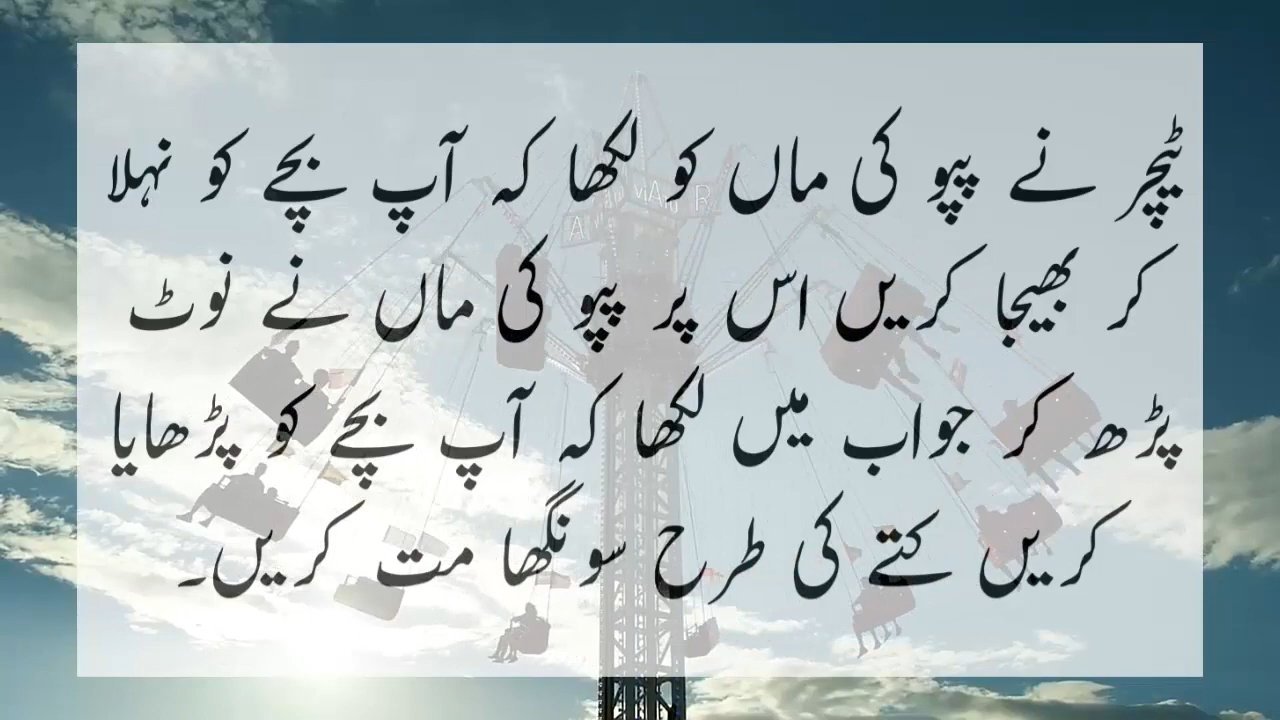 ٹیچر نے پپو کی ماں کو لکھا کہ آپ بچے کو نہلا
کر بھیجا کریں اس پر پپو کی ماں نے نوٹ
پڑھ کر جواب میں لکھا کہ آپ بچے کو پڑھایا
کریں کتے کی طرح سونگھا مت کریں۔